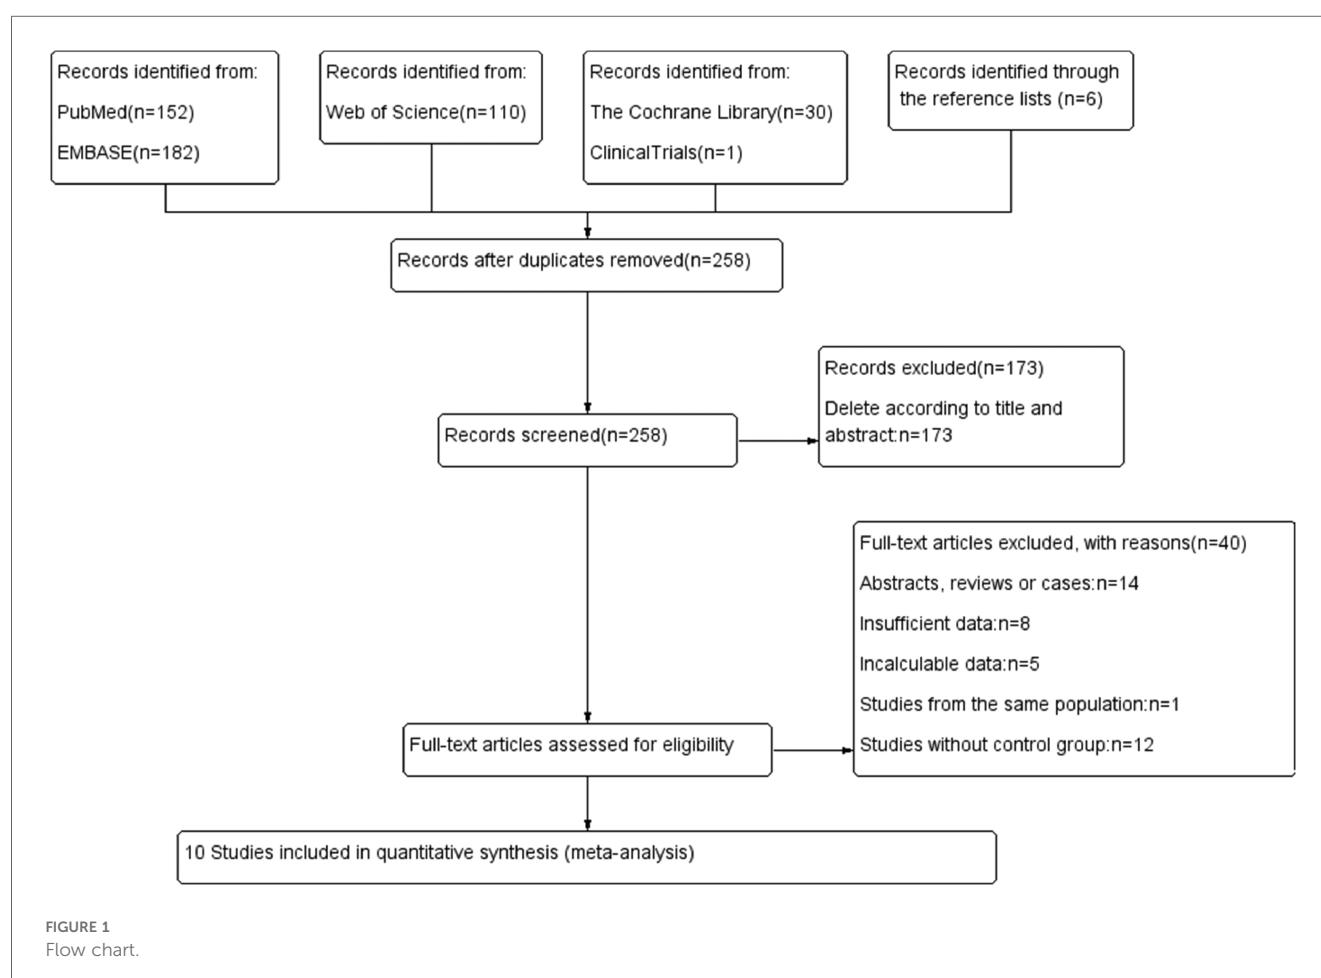 Records identified from:
PubMed(n=152)
EMBASE(n=182)
Records identified from:
Web of Science(n=110)
Records identified from:
The Cochrane Library(n=30)
ClinicalTrials(n=1)
Records identified through
the reference lists (n=6)
Records after duplicates removed(n=258)
Records excluded(n=173)
Delete according to title and
abstract:n=173
Records screened(n=258)
Full-text articles excluded, with reasons(n=40)
Abstracts, reviews or cases:n=14
Insufficient data:n=8
Incalculable data:n=5
Studies from the same population:n=1
Studies without control group:n=12
Full-text articles assessed for eligibility
10 Studies included in quantitative synthesis (meta-analysis)
FIGURE 1
Flow chart.